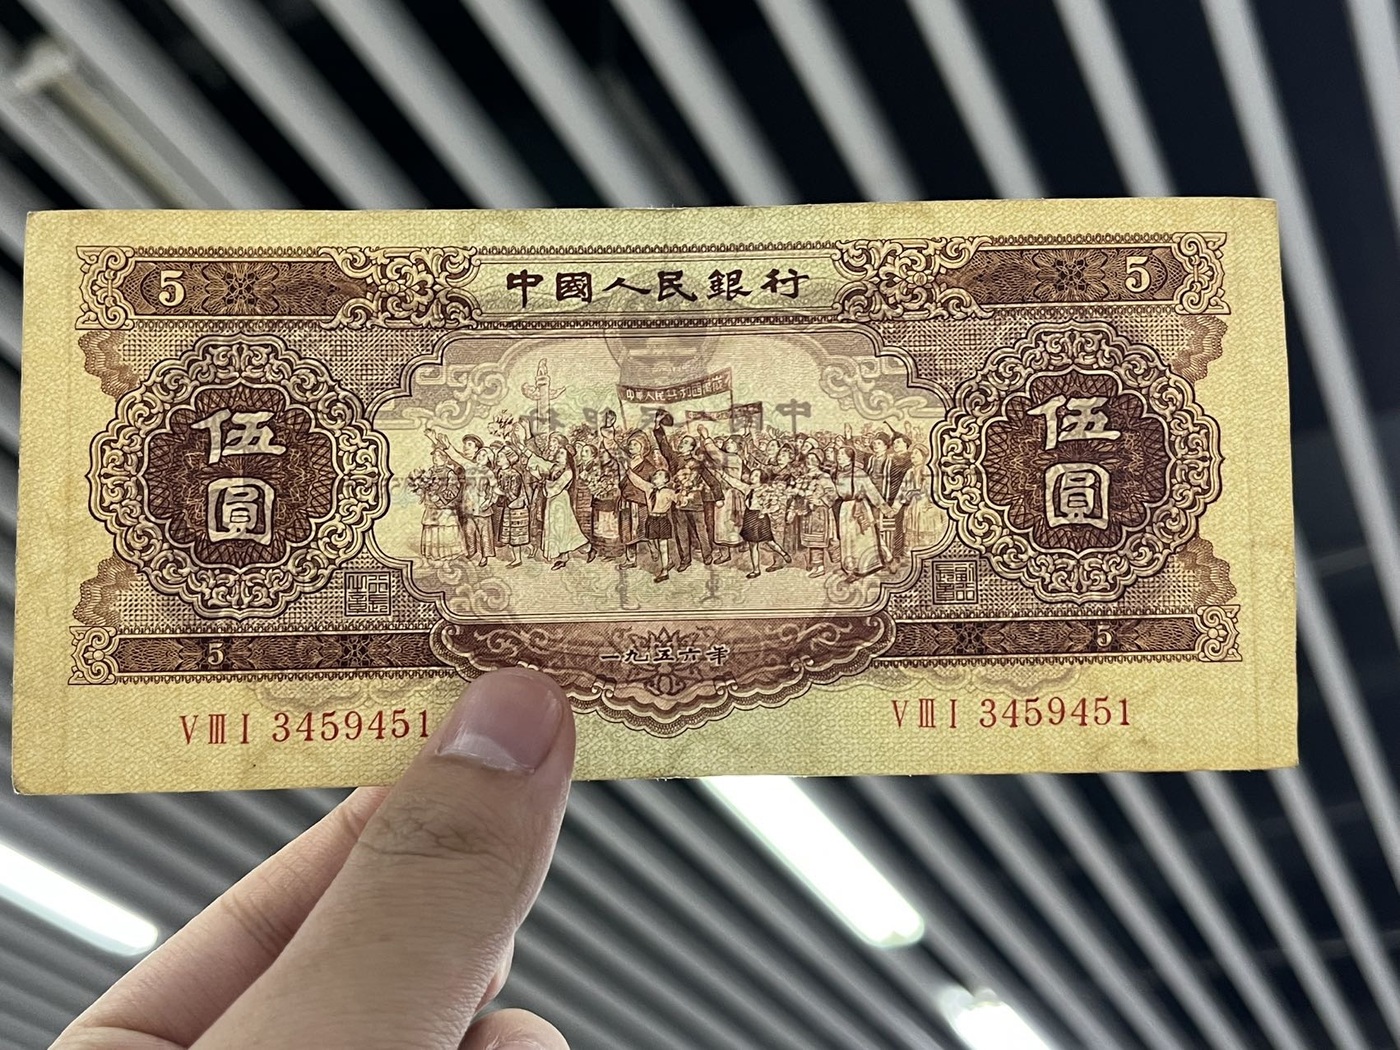 5 中國人民銀行 5
中華人民共和國萬歲
伍圓 伍圓
5 5
一九五六年
VⅢI 3459451 VⅢI 3459451